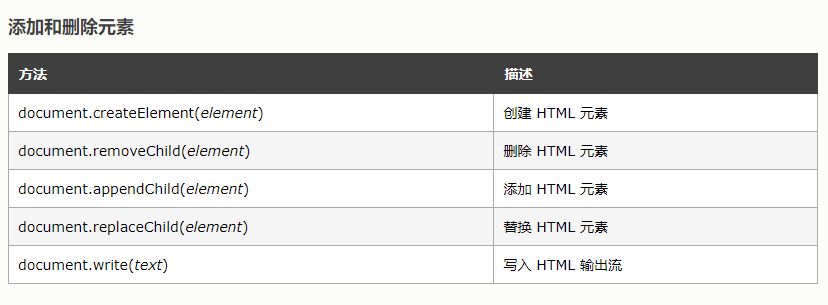 添加和删除元素
方法 描述
document.createElement(element) 创建 HTML 元素
document.removeChild(element) 删除 HTML 元素
document.appendChild(element) 添加 HTML 元素
document.replaceChild(element) 替换 HTML 元素
document.write(text) 写入 HTML 输出流